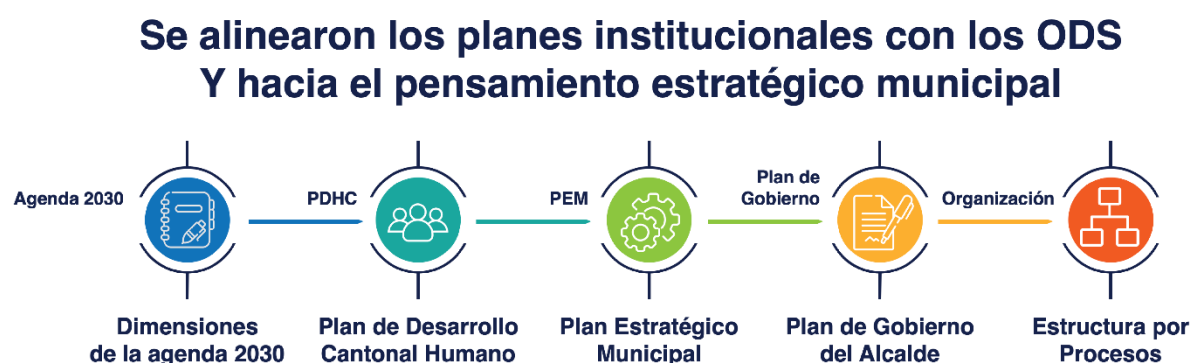 Se alinearon los planes institucionales con los ODS
Y hacia el pensamiento estratégico municipal
Agenda 2030
PDHC
PEM
Plan de
Gobierno
Organización
Dimensiones
de la agenda 2030
Plan de Desarrollo
Cantonal Humano
Plan Estratégico
Municipal
Plan de Gobierno
del Alcalde
Estructura por
Procesos